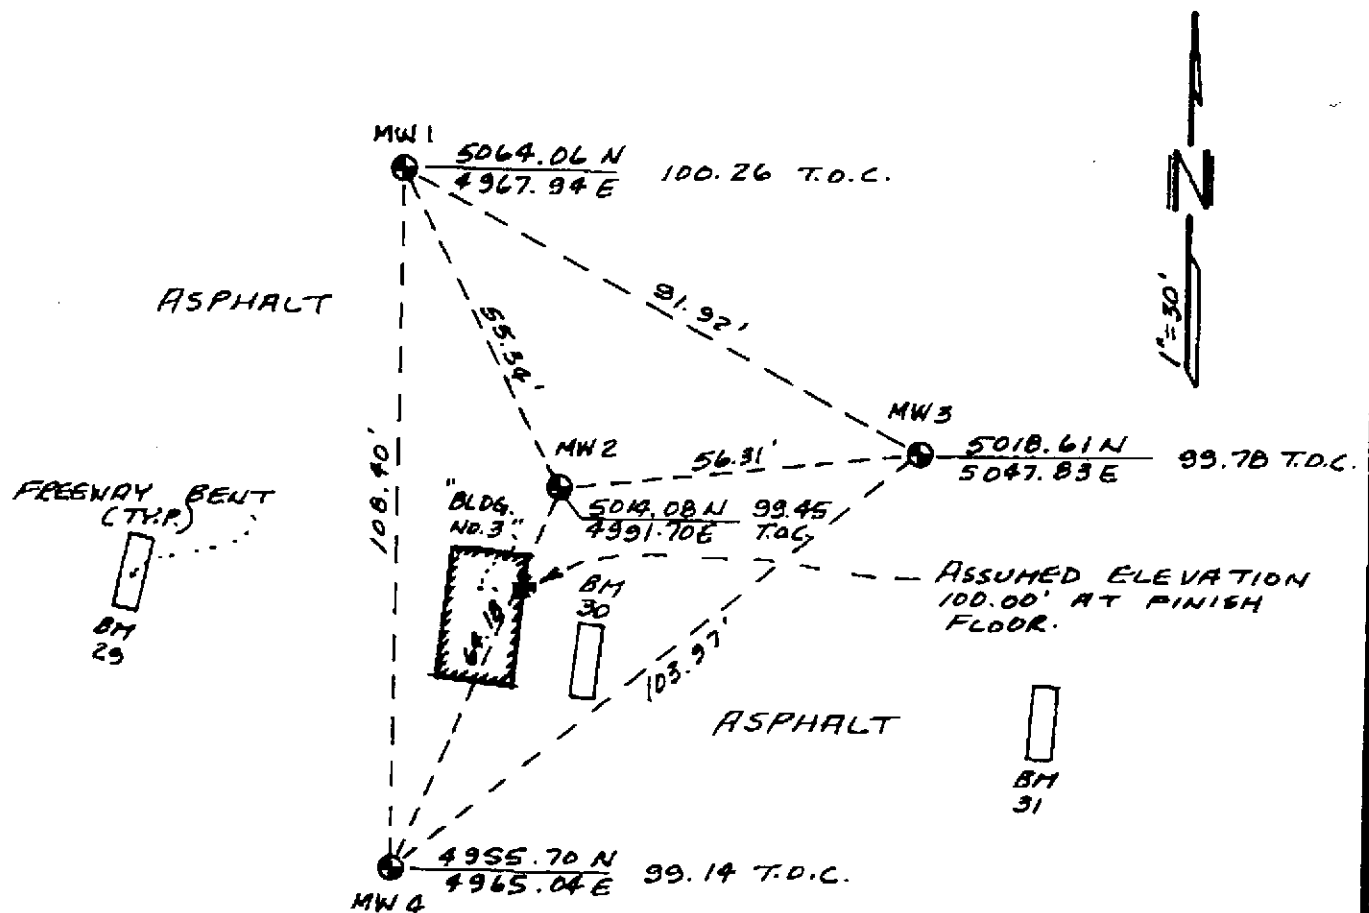 MW 1
5064.06 N
4967.94 E
100.26 T.O.C.
N
1"=30'
ASPHALT
91.92'
55.34'
108.40'
MW 3
5018.61 N
5047.83 E
99.78 T.O.C.
MW 2
56.31'
5014.08 N
4991.70 E
99.45
T.O.C.
FREEWAY BENT
(TYP.)
BM
29
"BLDG.
NO. 3"
64.18'
BM
30
ASSUMED ELEVATION
100.00' AT FINISH
FLOOR.
103.97'
ASPHALT
BM
31
4955.70 N
4965.04 E
99.14 T.O.C.
MW 4